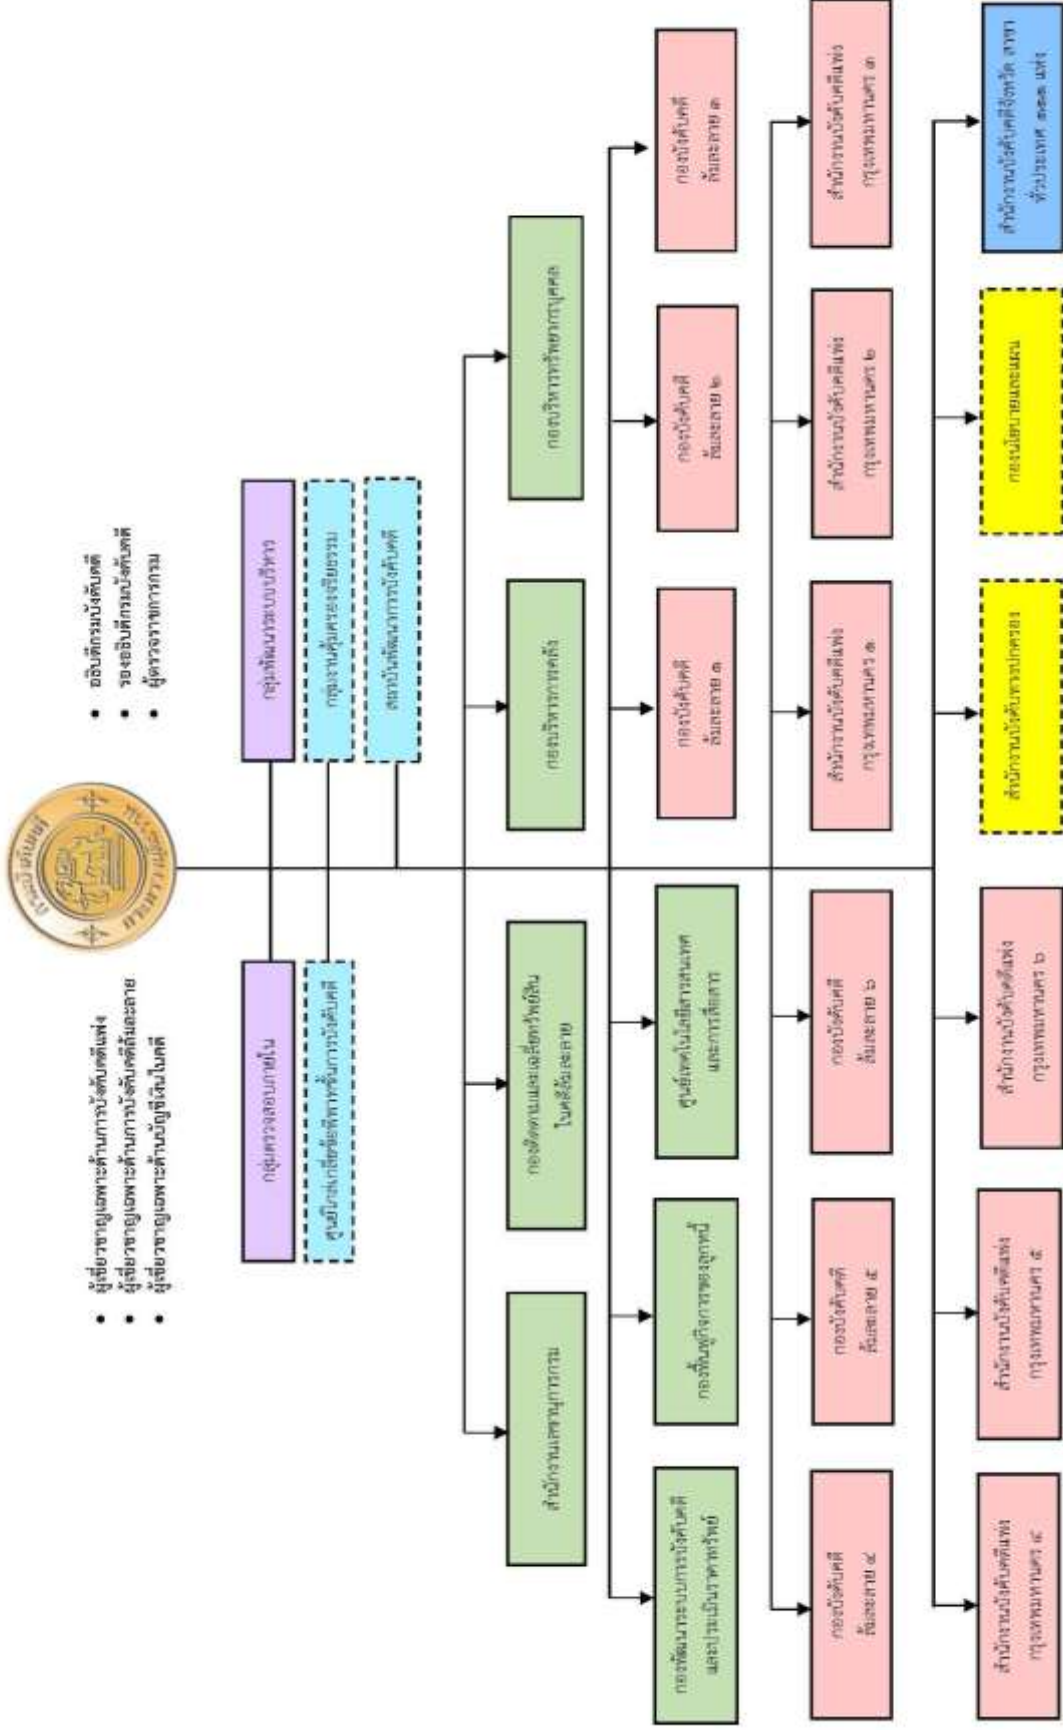 ผู้เชี่ยวชาญเฉพาะด้านการบังคับคดีแพ่ง
ผู้เชี่ยวชาญเฉพาะด้านการบังคับคดีล้มละลาย
ผู้เชี่ยวชาญเฉพาะด้านบัญชีเงินในคดี
กรมบังคับคดี
อธิบดีกรมบังคับคดี
รองอธิบดีกรมบังคับคดี
ผู้ตรวจราชการกรม
กลุ่มตรวจสอบภายใน
กลุ่มพัฒนาระบบบริหาร
ศูนย์ไกล่เกลี่ยข้อพิพาทชั้นการบังคับคดี
กลุ่มงานคุ้มครองจริยธรรม
สถาบันพัฒนาการบังคับคดี
สำนักงานเลขานุการกรม
กองติดตามและเฉลี่ยทรัพย์สิน
ในคดีล้มละลาย
กองบริหารการคลัง
กองบริหารทรัพยากรบุคคล
กองพัฒนาระบบการบังคับคดี
และประเมินราคาทรัพย์
กองฟื้นฟูกิจการของลูกหนี้
ศูนย์เทคโนโลยีสารสนเทศ
และการสื่อสาร
กองบังคับคดี
ล้มละลาย ๑
กองบังคับคดี
ล้มละลาย ๒
กองบังคับคดี
ล้มละลาย ๓
กองบังคับคดี
ล้มละลาย ๔
กองบังคับคดี
ล้มละลาย ๕
กองบังคับคดี
ล้มละลาย ๖
สำนักงานบังคับคดีแพ่ง
กรุงเทพมหานคร ๑
สำนักงานบังคับคดีแพ่ง
กรุงเทพมหานคร ๒
สำนักงานบังคับคดีแพ่ง
กรุงเทพมหานคร ๓
สำนักงานบังคับคดีแพ่ง
กรุงเทพมหานคร ๔
สำนักงานบังคับคดีแพ่ง
กรุงเทพมหานคร ๕
สำนักงานบังคับคดีแพ่ง
กรุงเทพมหานคร ๖
สำนักงานบังคับทางปกครอง
กองนโยบายและแผน
สำนักงานบังคับคดีจังหวัด สาขา
ทั่วประเทศ ๑๑๑ แห่ง